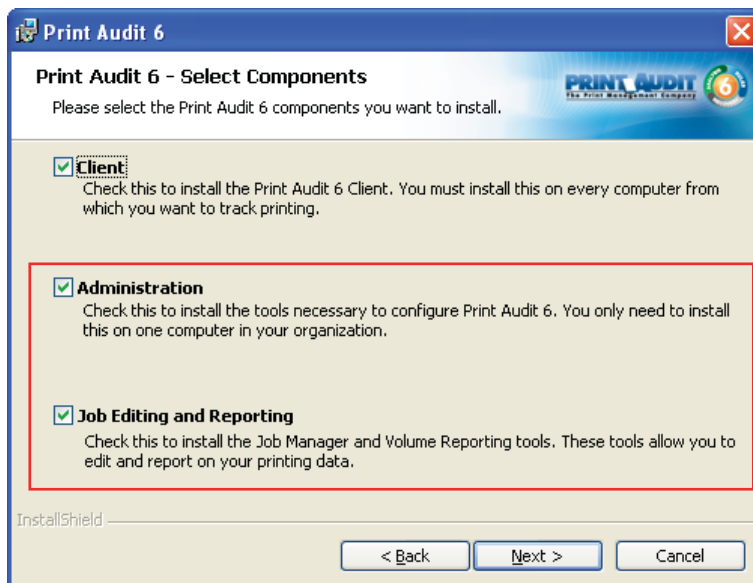 Print Audit 6
Print Audit 6 - Select Components
Please select the Print Audit 6 components you want to install.
PRINT AUDIT
The Print Management Company
6
Client
Check this to install the Print Audit 6 Client. You must install this on every computer from
which you want to track printing.
Administration
Check this to install the tools necessary to configure Print Audit 6. You only need to install
this on one computer in your organization.
Job Editing and Reporting
Check this to install the Job Manager and Volume Reporting tools. These tools allow you to
edit and report on your printing data.
InstallShield
< Back
Next >
Cancel